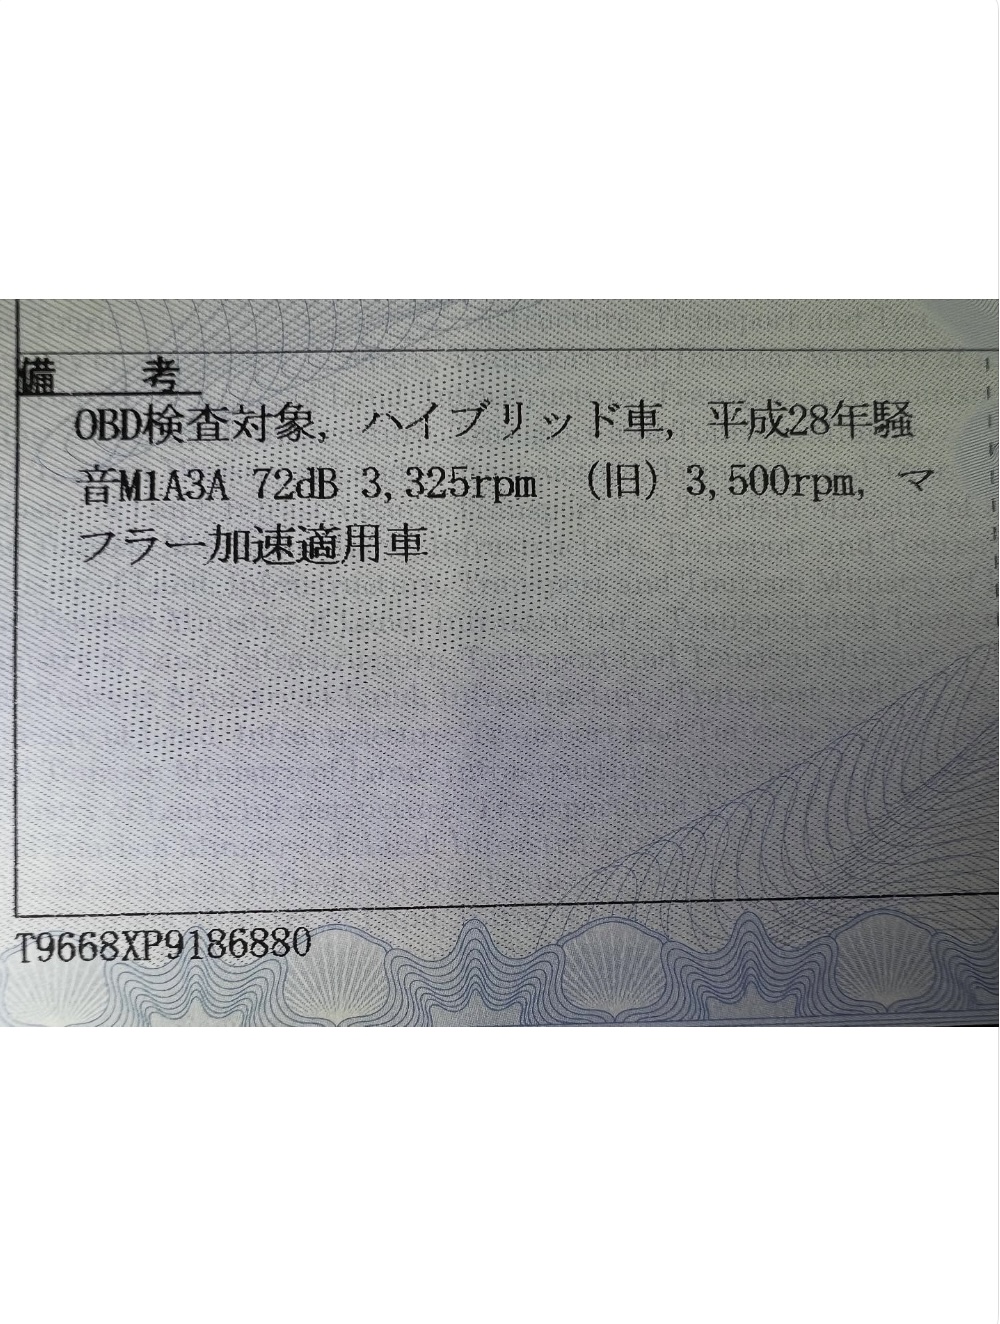 備 考
OBD検査対象, ハイブリッド車, 平成28年騒
音M1A3A 72dB 3,325rpm (旧) 3,500rpm, マ
フラー加速適用車
T9668XP9186880